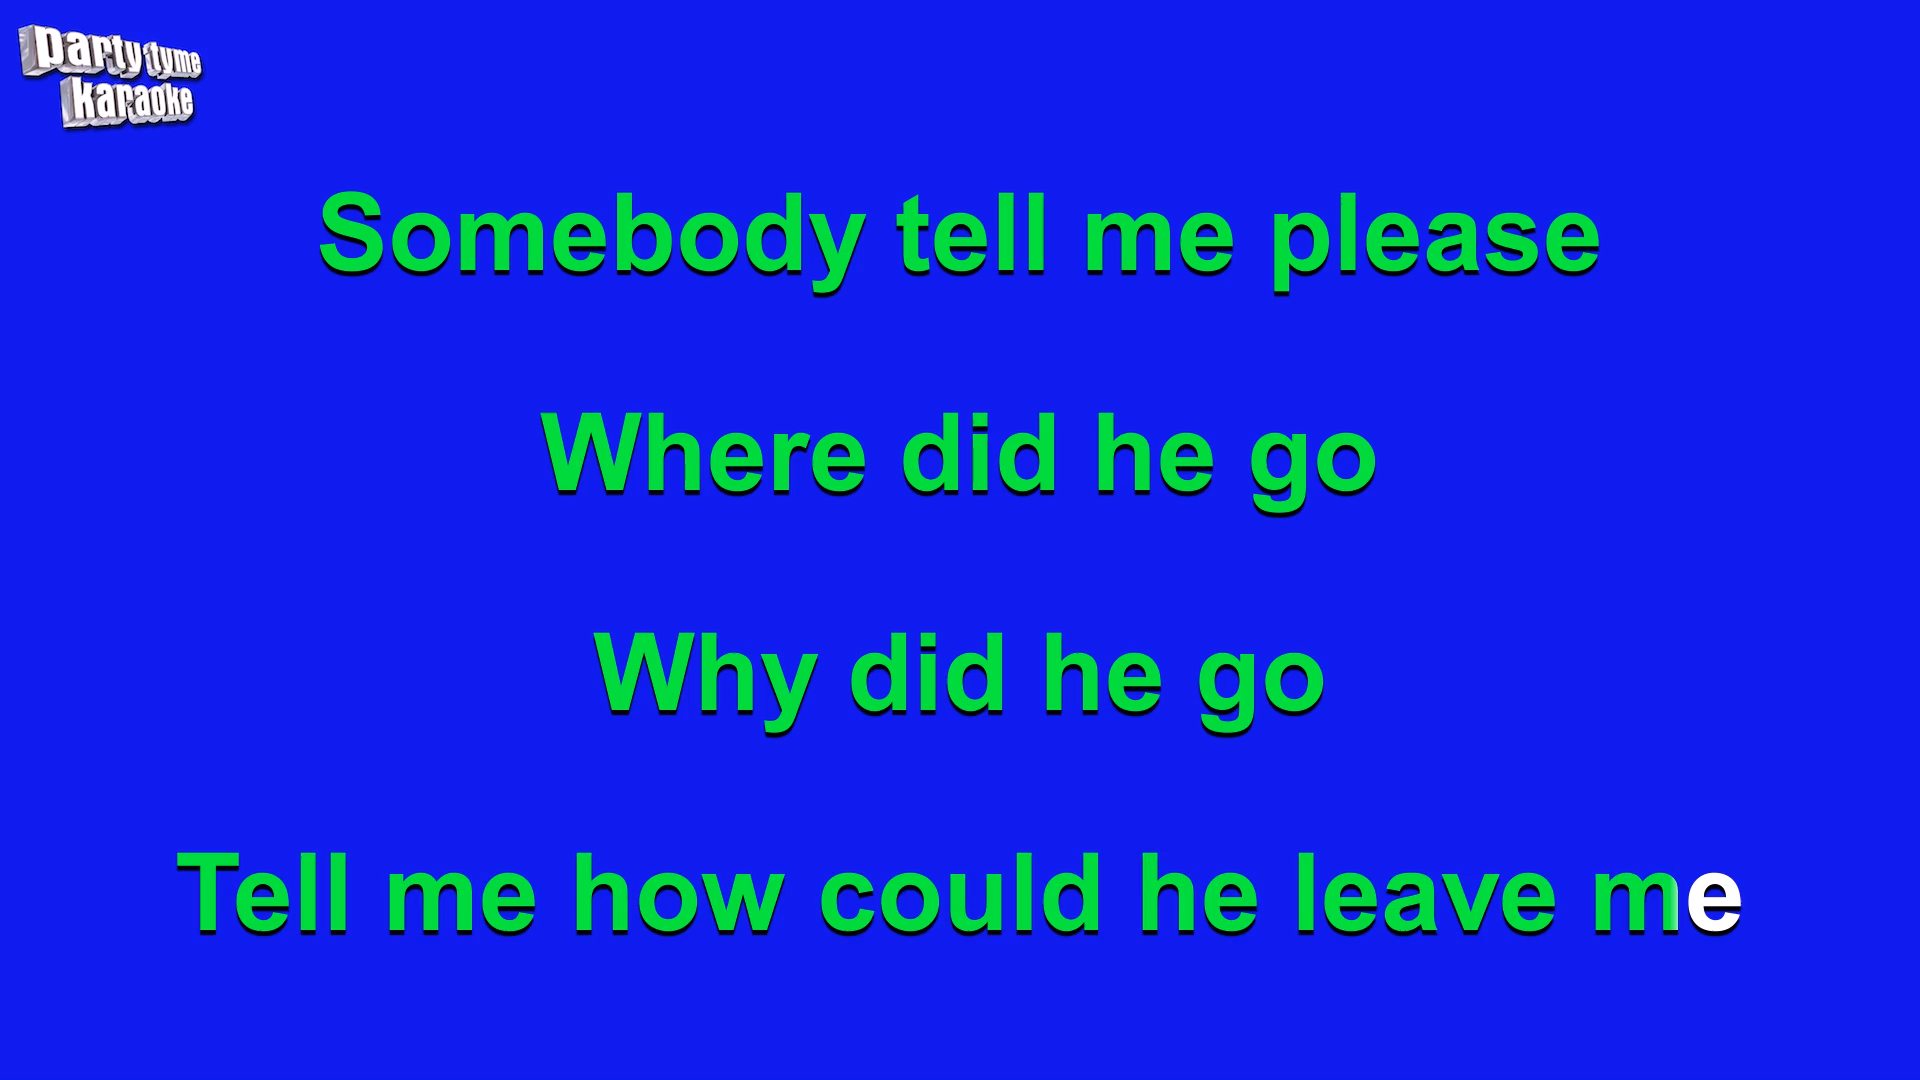 party tyme
karaoke
Somebody tell me please
Where did he go
Why did he go
Tell me how could he leave me